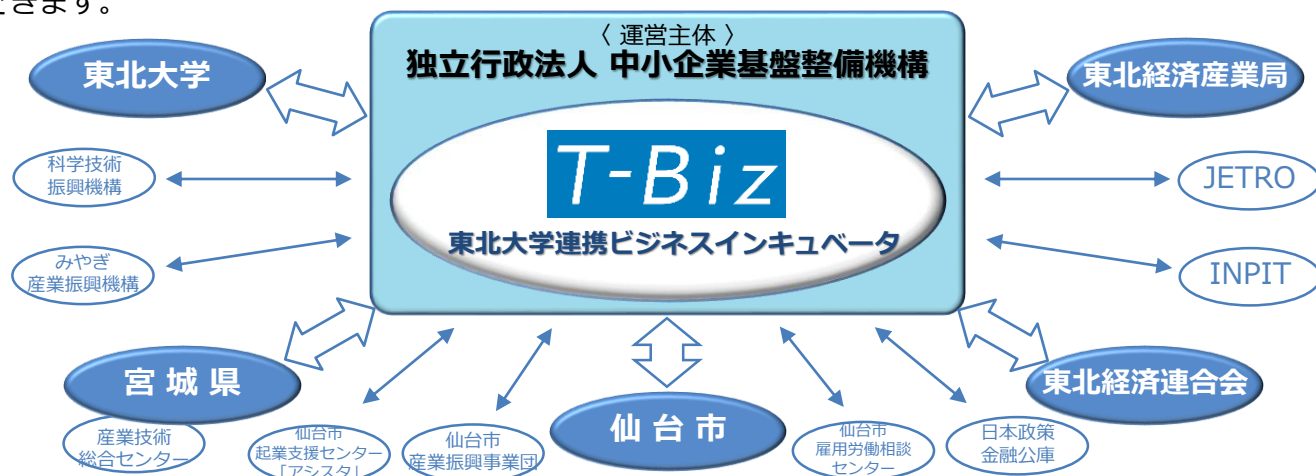 できます。
〈 運営主体 〉
独立行政法人 中小企業基盤整備機構
東北大学
東北経済産業局
T-Biz
東北大学連携ビジネスインキュベータ
科学技術
振興機構
JETRO
みやぎ
産業振興機構
INPIT
宮 城 県
仙 台 市
東北経済連合会
産業技術
総合センター
仙台市
起業支援センター
「アシスタ」
仙台市
産業振興事業団
仙台市
雇用労働相談
センター
日本政策
金融公庫